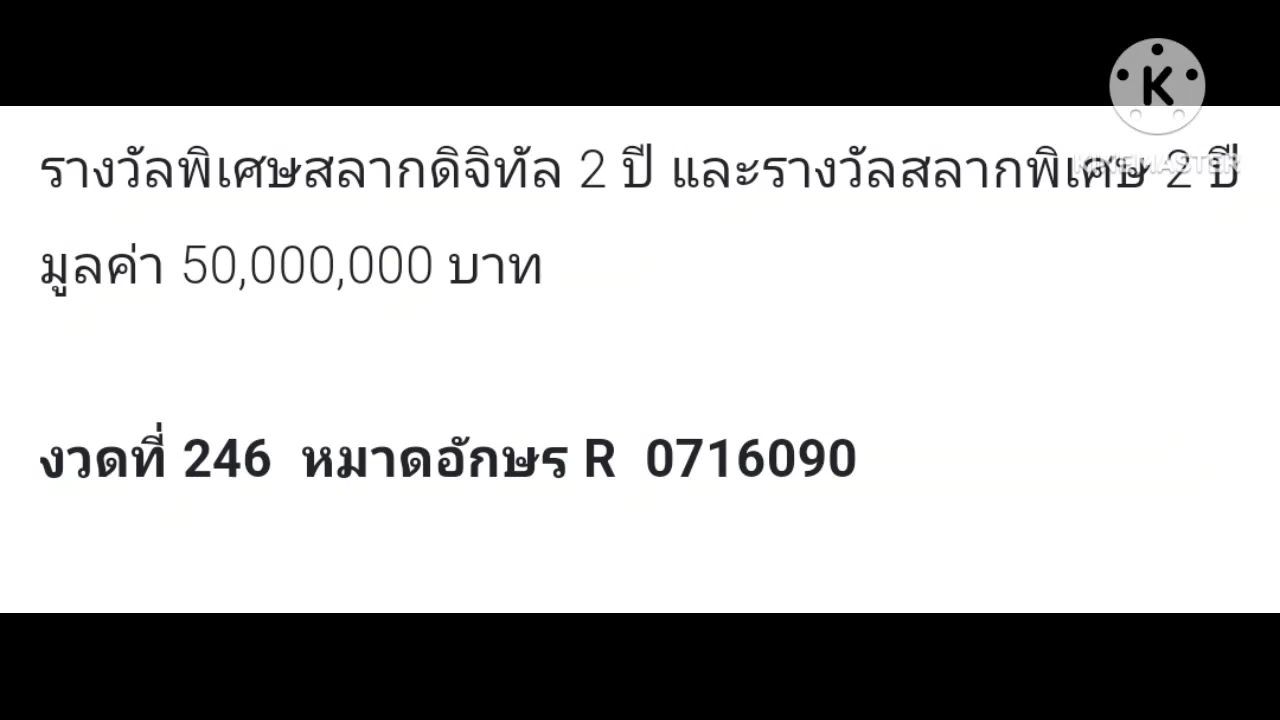 K
KINEMASTER
รางวัลพิเศษสลากดิจิทัล 2 ปี และรางวัลสลากพิเศษ 2 ปี
มูลค่า 50,000,000 บาท
งวดที่ 246 หมาดอักษร R 0716090